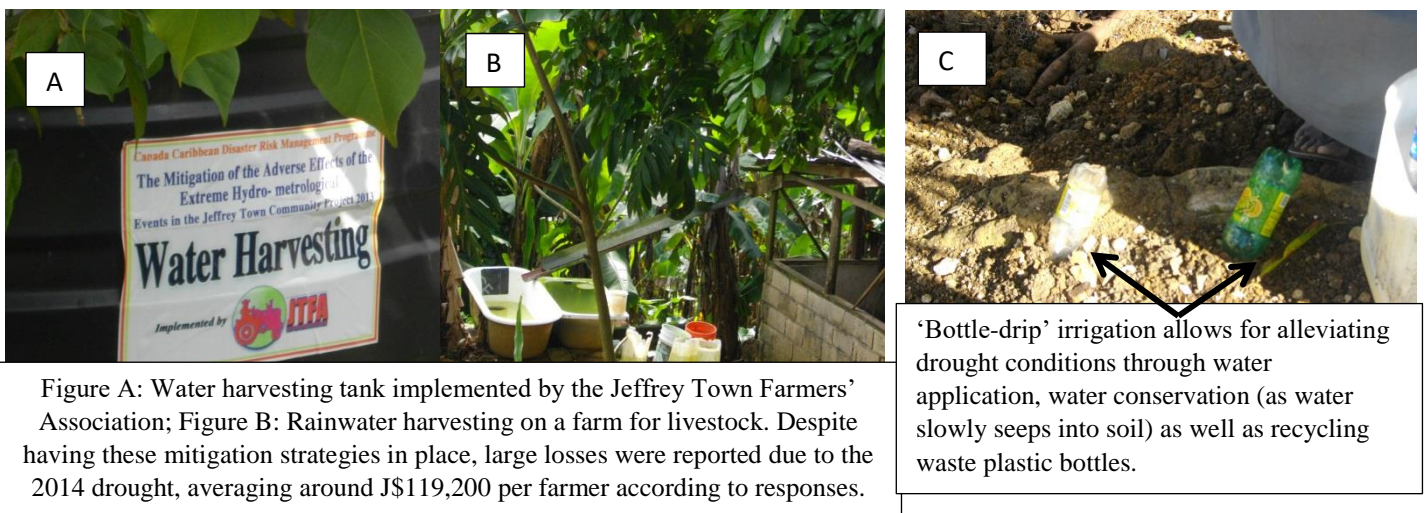 A
B
C
Canada Caribbean Disaster Risk Management Programme
The Mitigation of the Adverse Effects of the
Extreme Hydro- metrological
Events in the Jeffrey Town Community Project 2013
Water Harvesting
Implemented by JTFA
Figure A: Water harvesting tank implemented by the Jeffrey Town Farmers’
Association; Figure B: Rainwater harvesting on a farm for livestock. Despite
having these mitigation strategies in place, large losses were reported due to the
2014 drought, averaging around J$119,200 per farmer according to responses.
‘Bottle-drip’ irrigation allows for alleviating
drought conditions through water
application, water conservation (as water
slowly seeps into soil) as well as recycling
waste plastic bottles.